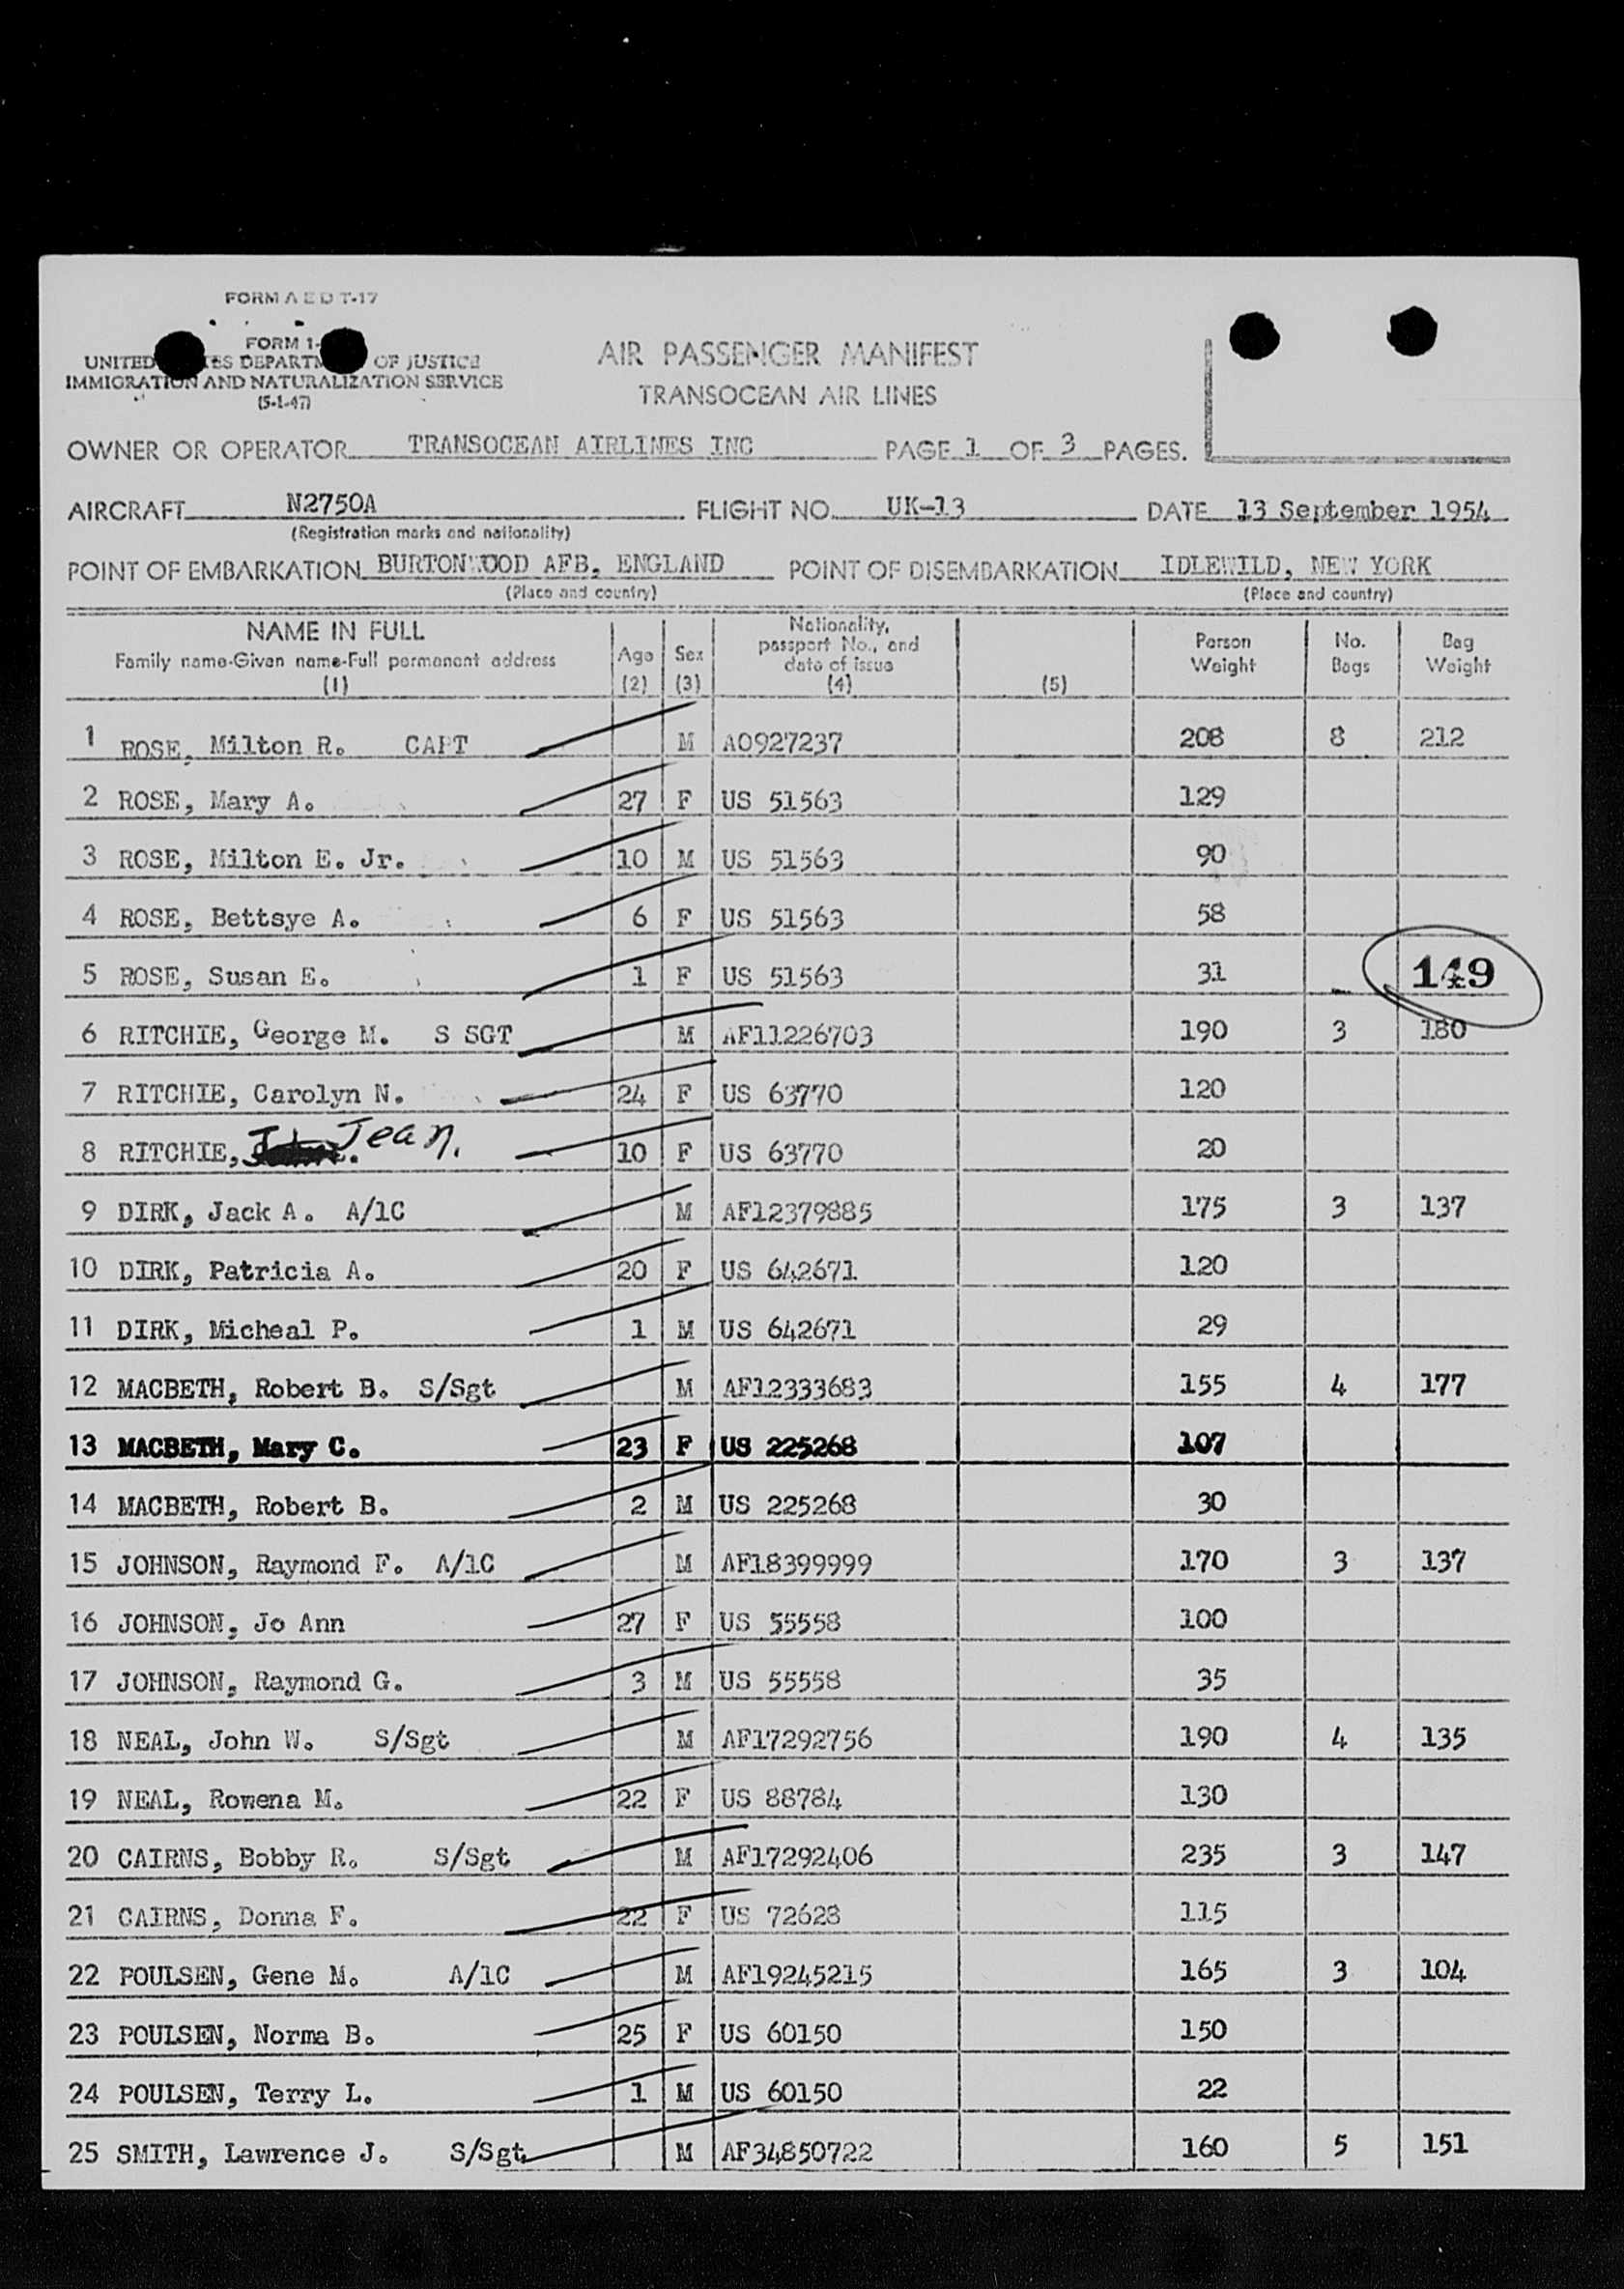 FORM A E D T-17
FORM 1-
UNITED ES DEPARTM OF JUSTICE
IMMIGRATION AND NATURALIZATION SERVICE
(5-1-47)
AIR PASSENGER MANIFEST
TRANSOCEAN AIR LINES
OWNER OR OPERATOR TRANSOCEAN AIRLINES INC PAGE 1 OF 3 PAGES.
AIRCRAFT N2750A FLIGHT NO. UK-13 DATE 13 September 1954
(Registration marks and nationality)
POINT OF EMBARKATION BURTONWOOD AFB, ENGLAND POINT OF DISEMBARKATION IDLEWILD, NEW YORK
(Place and country) (Place and country)
NAME IN FULL
Family name-Given name-Full permanent address
(1)
Age
(2)
Sex
(3)
Nationality,
passport No., and
date of issue
(4)
(5)
Person
Weight
No.
Bags
Bag
Weight
1 ROSE, Milton R. CAPT M AO927237 208 8 212
2 ROSE, Mary A. 27 F US 51563 129
3 ROSE, Milton E. Jr. 10 M US 51563 90
4 ROSE, Bettsye A. 6 F US 51563 58
5 ROSE, Susan E. 1 F US 51563 31
149
6 RITCHIE, George M. S SGT M AF11226703 190 3 180
7 RITCHIE, Carolyn N. 24 F US 63770 120
8 RITCHIE, Jean. 10 F US 63770 20
9 DIRK, Jack A. A/1C M AF12379885 175 3 137
10 DIRK, Patricia A. 20 F US 642671 120
11 DIRK, Micheal P. 1 M US 642671 29
12 MACBETH, Robert B. S/Sgt M AF12333683 155 4 177
13 MACBETH, Mary C. 23 F US 225268 107
14 MACBETH, Robert B. 2 M US 225268 30
15 JOHNSON, Raymond F. A/1C M AF18399999 170 3 137
16 JOHNSON, Jo Ann 27 F US 55558 100
17 JOHNSON, Raymond G. 3 M US 55558 35
18 NEAL, John W. S/Sgt M AF17292756 190 4 135
19 NEAL, Rowena M. 22 F US 88784 130
20 CAIRNS, Bobby R. S/Sgt M AF17292406 235 3 147
21 CAIRNS, Donna F. 22 F US 72628 115
22 POULSEN, Gene M. A/1C M AF19245215 165 3 104
23 POULSEN, Norma B. 25 F US 60150 150
24 POULSEN, Terry L. 1 M US 60150 22
25 SMITH, Lawrence J. S/Sgt. M AF34850722 160 5 151